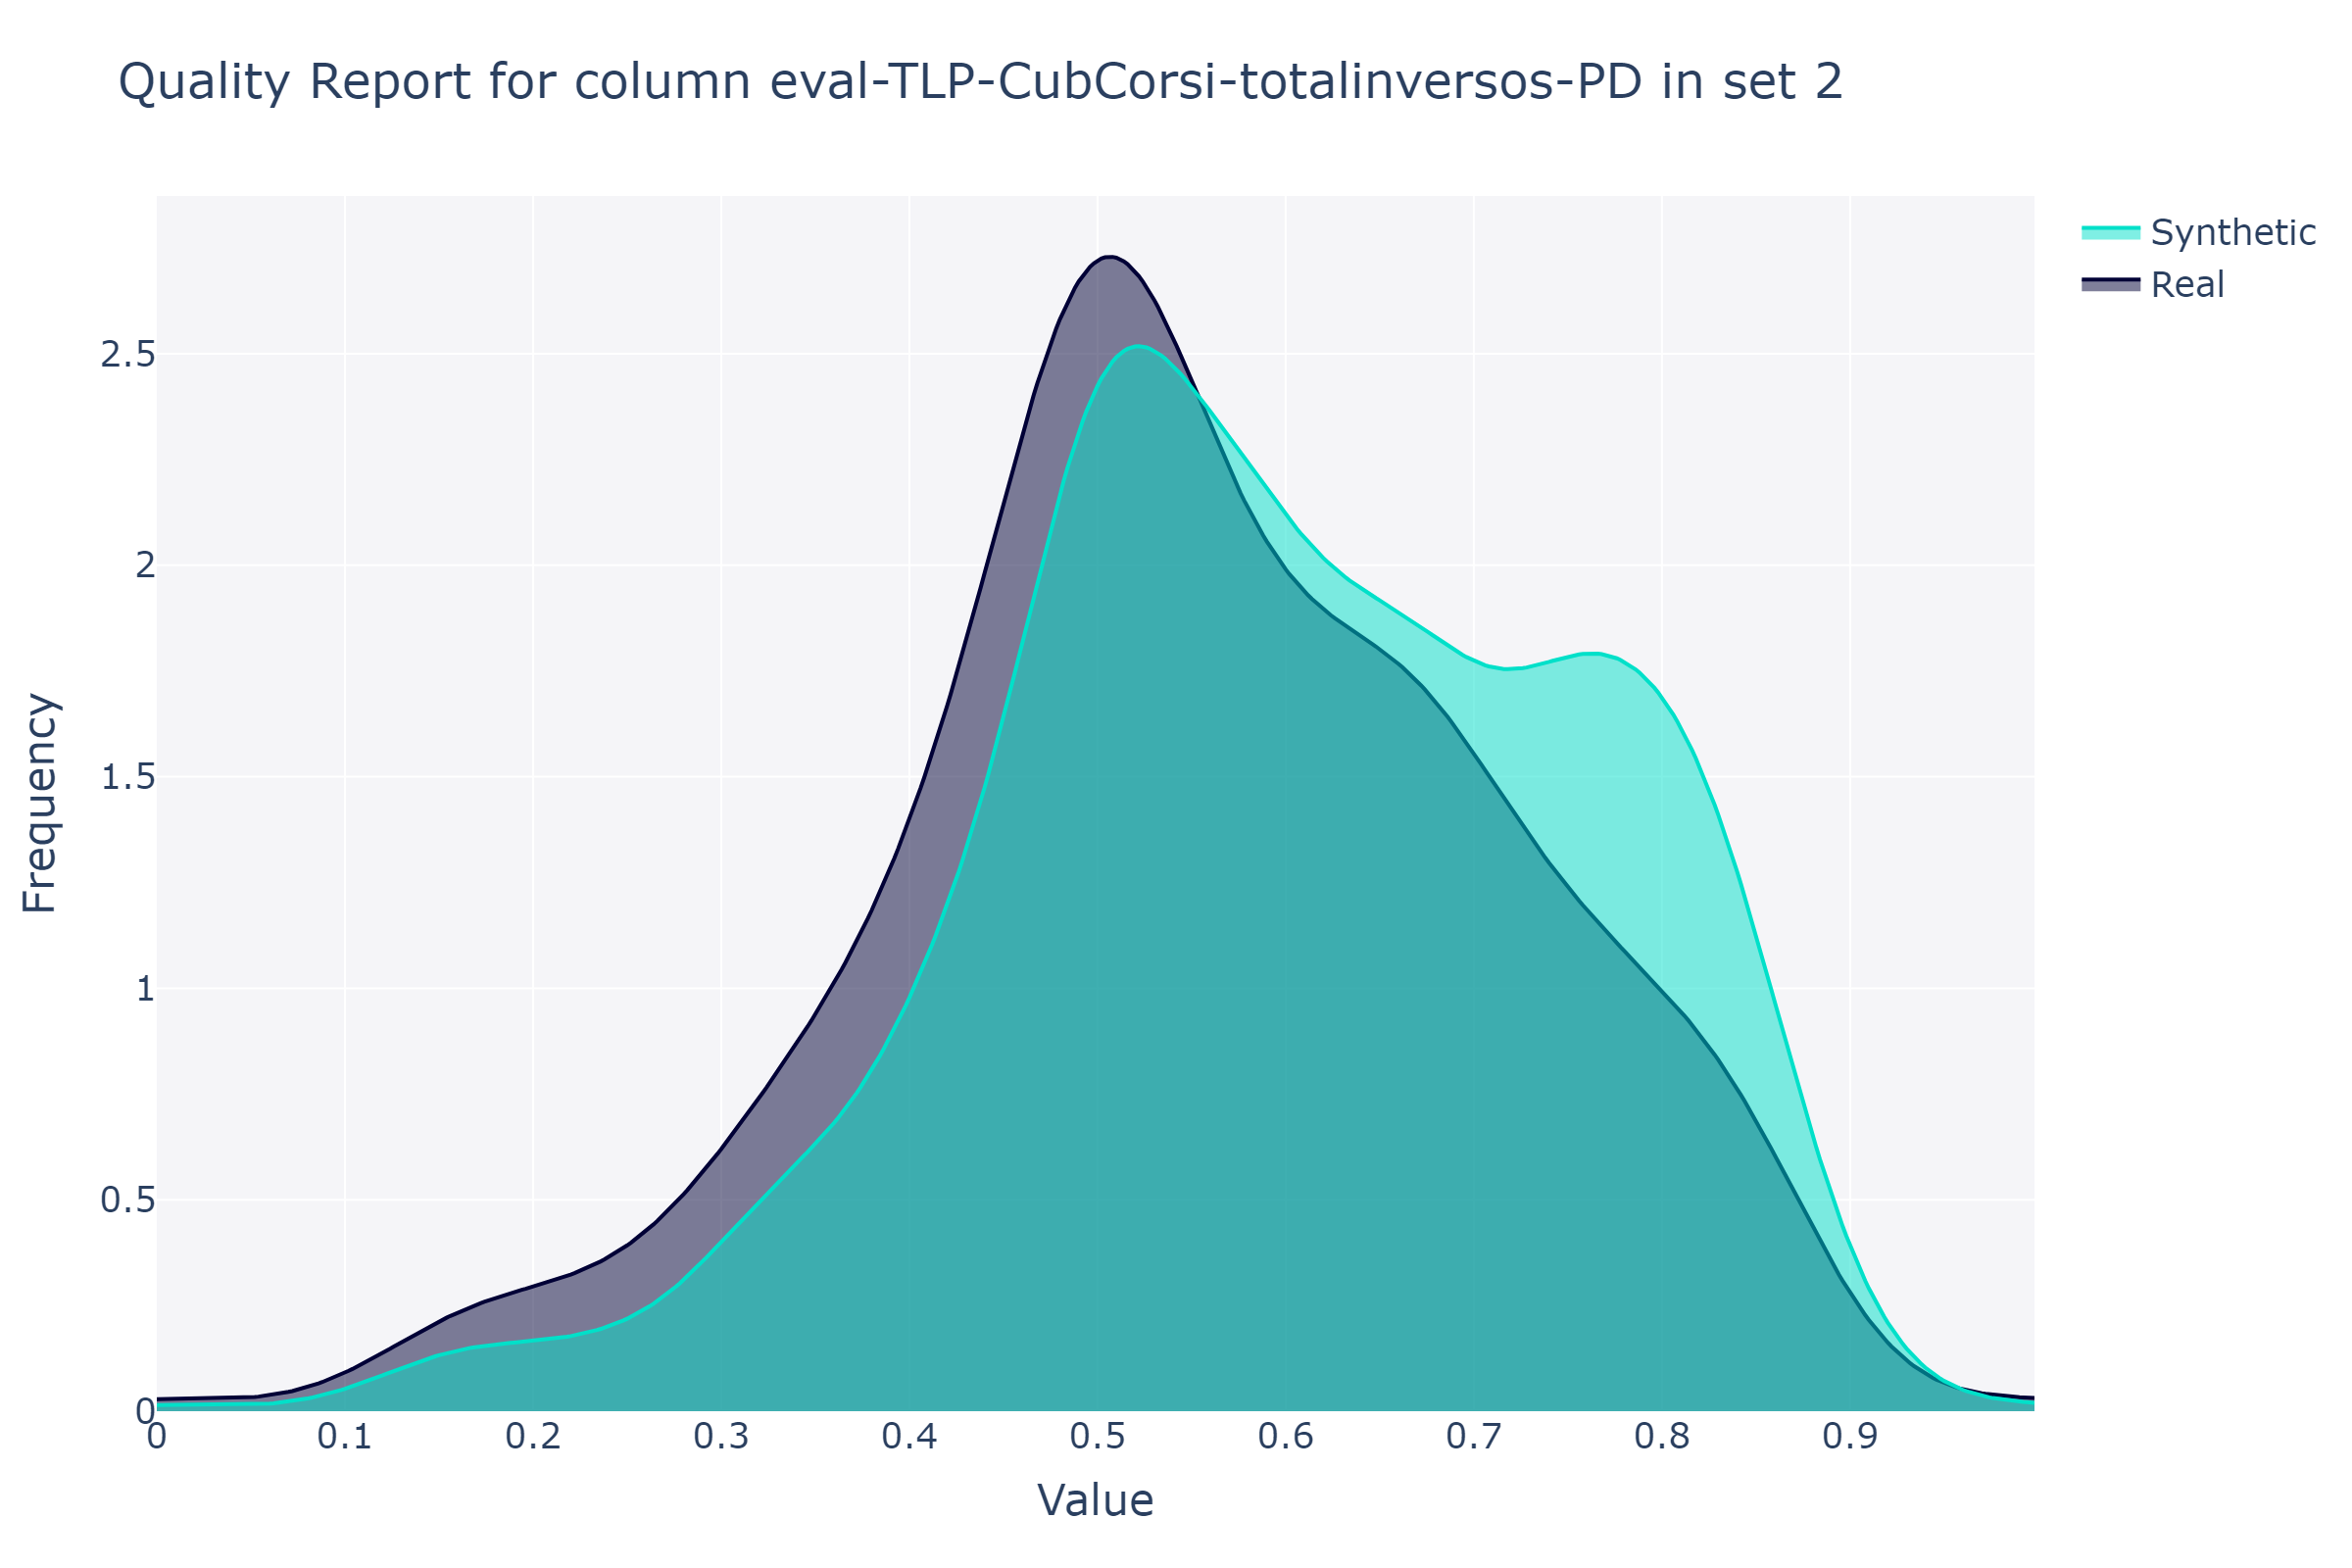 Quality Report for column eval-TLP-CubCorsi-totalinversos-PD in set 2
Synthetic
Real
Frequency
2.5
2
1.5
1
0.5
0
0 0.1 0.2 0.3 0.4 0.5 0.6 0.7 0.8 0.9
Value